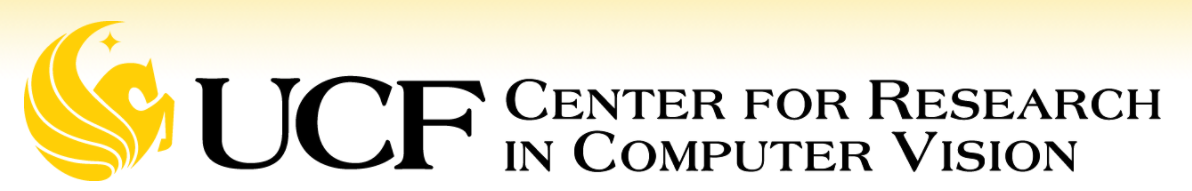 UCF CENTER FOR RESEARCH
IN COMPUTER VISION